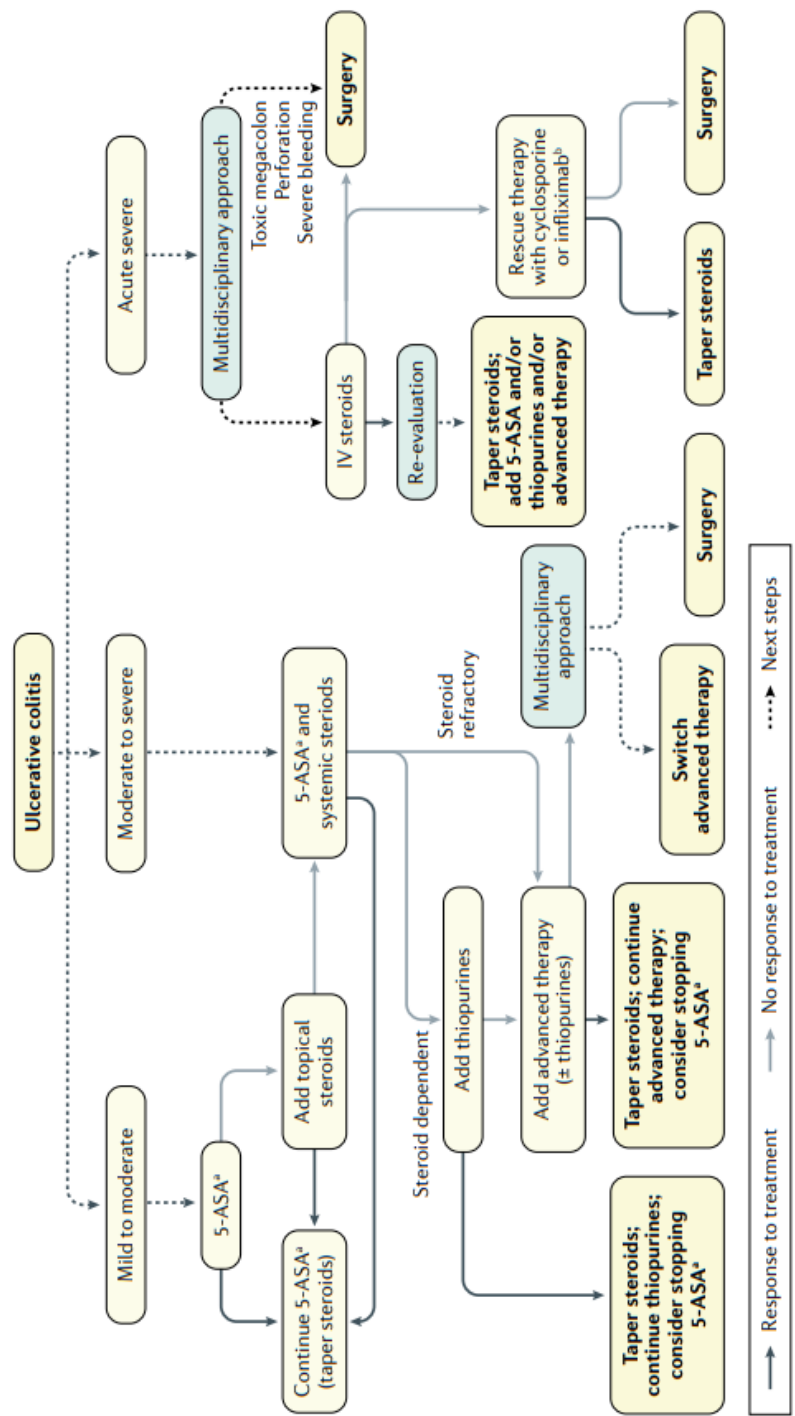 Ulcerative colitis
Mild to moderate
Moderate to severe
Acute severe
5-ASAᵃ
Multidisciplinary approach
Continue 5-ASAᵃ
(taper steroids)
Add topical
steroids
5-ASAᵃ and
systemic steriods
Toxic megacolon
Perforation
Severe bleeding
IV steroids
Surgery
Re-evaluation
Steroid dependent
Steroid
refractory
Add thiopurines
Taper steroids;
add 5-ASA and/or
thiopurines and/or
advanced therapy
Rescue therapy
with cyclosporine
or infliximabᵇ
Add advanced therapy
(± thiopurines)
Multidisciplinary
approach
Taper steroids;
continue thiopurines;
consider stopping
5-ASAᵃ
Taper steroids; continue
advanced therapy;
consider stopping
5-ASAᵃ
Switch
advanced therapy
Surgery
Taper steroids
Surgery
Response to treatment
No response to treatment
Next steps